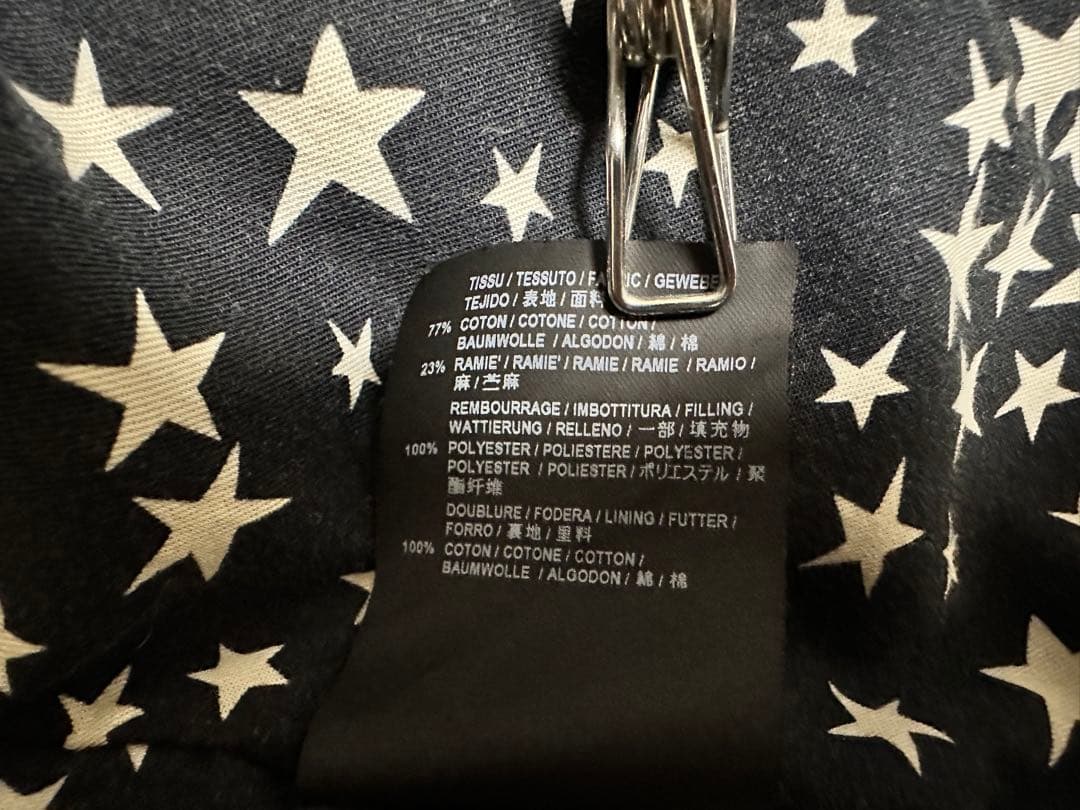 TISSU / TESSUTO / FABRIC / GEWEBE
TEJIDO / 表地 / 面料
77% COTON / COTONE / COTTON /
BAUMWOLLE / ALGODON / 綿 / 棉
23% RAMIE' / RAMIE' / RAMIE / RAMIE / RAMIO /
麻 / 苎麻
REMBOURRAGE / IMBOTTITURA / FILLING /
WATTIERUNG / RELLENO / 一部 / 填充物
100% POLYESTER / POLIESTERE / POLYESTER /
POLYESTER / POLIESTER / ポリエステル / 聚
酯纤维
DOUBLURE / FODERA / LINING / FUTTER /
FORRO / 裏地 / 里料
100% COTON / COTONE / COTTON /
BAUMWOLLE / ALGODON / 綿 / 棉